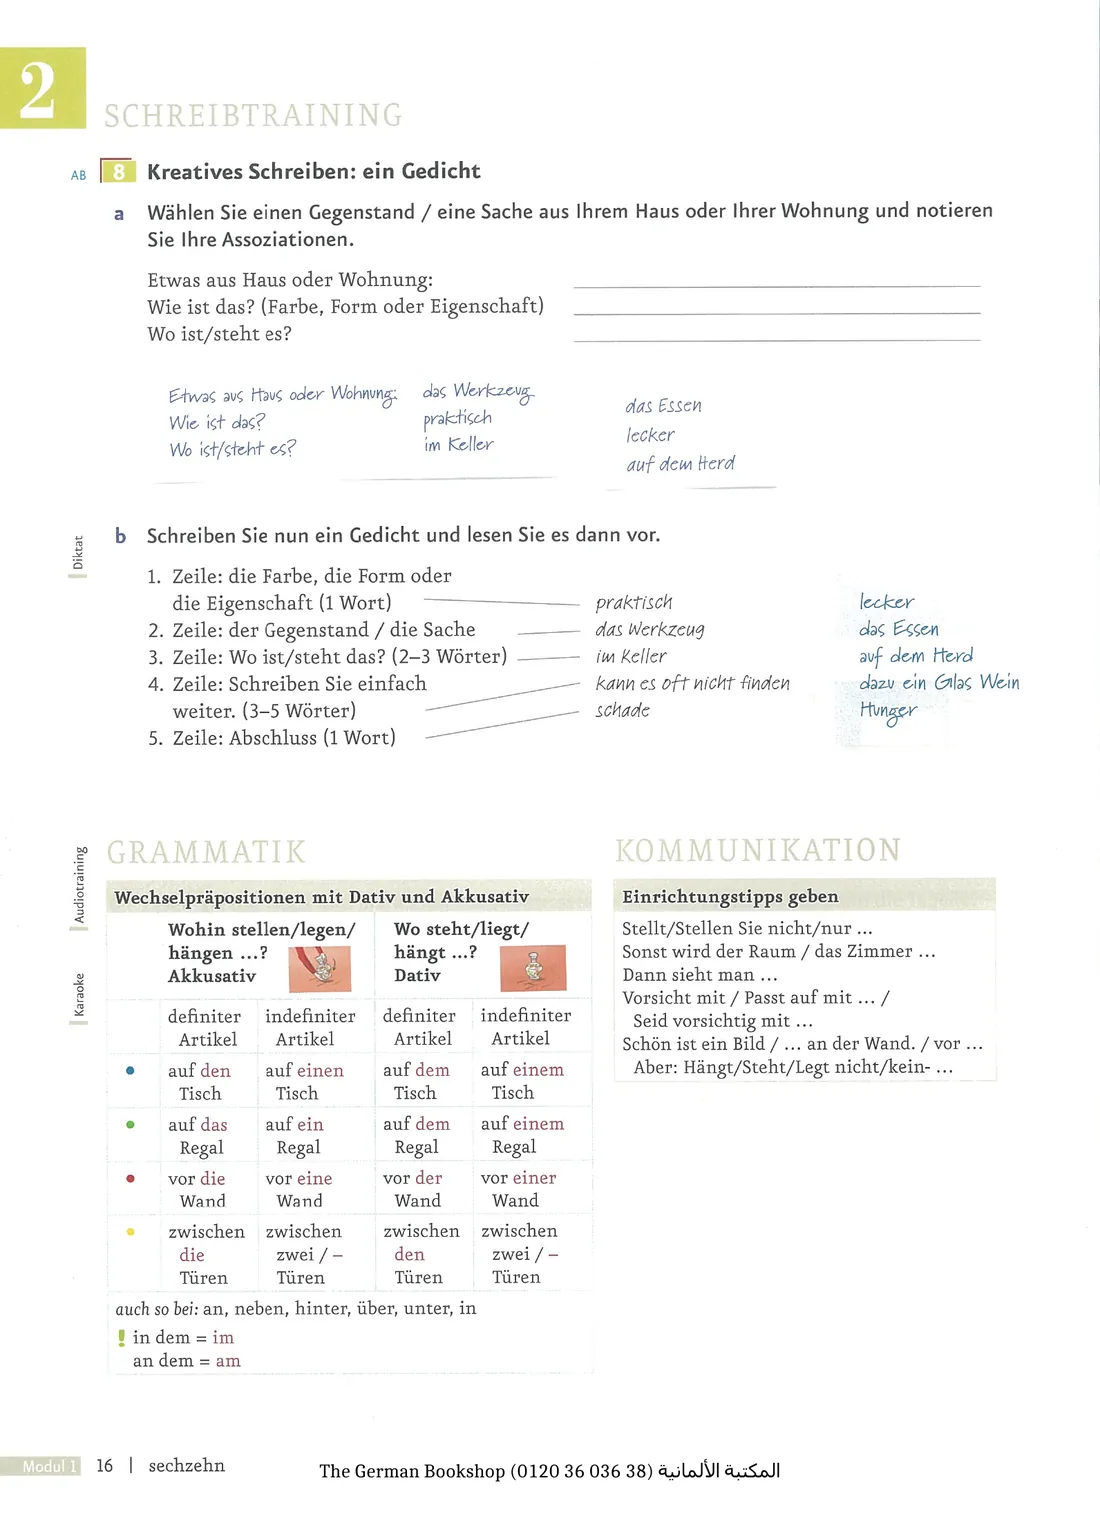 2
SCHREIBTRAINING
AB 8 Kreatives Schreiben: ein Gedicht
a Wählen Sie einen Gegenstand / eine Sache aus Ihrem Haus oder Ihrer Wohnung und notieren
Sie Ihre Assoziationen.
Etwas aus Haus oder Wohnung:
Wie ist das? (Farbe, Form oder Eigenschaft)
Wo ist/steht es?
Etwas aus Haus oder Wohnung: das Werkzeug
Wie ist das? praktisch
Wo ist/steht es? im Keller
das Essen
lecker
auf dem Herd
Diktat
b Schreiben Sie nun ein Gedicht und lesen Sie es dann vor.
1. Zeile: die Farbe, die Form oder
die Eigenschaft (1 Wort)
2. Zeile: der Gegenstand / die Sache
3. Zeile: Wo ist/steht das? (2–3 Wörter)
4. Zeile: Schreiben Sie einfach
weiter. (3–5 Wörter)
5. Zeile: Abschluss (1 Wort)
praktisch
das Werkzeug
im Keller
kann es oft nicht finden
schade
lecker
das Essen
auf dem Herd
dazu ein Glas Wein
Hunger
Audiotraining
Karaoke
GRAMMATIK
Wechselpräpositionen mit Dativ und Akkusativ
Wohin stellen/legen/ Wo steht/liegt/
hängen ...? hängt ...?
Akkusativ Dativ
definiter indefiniter definiter indefiniter
Artikel Artikel Artikel Artikel
auf den auf einen auf dem auf einem
Tisch Tisch Tisch Tisch
auf das auf ein auf dem auf einem
Regal Regal Regal Regal
vor die vor eine vor der vor einer
Wand Wand Wand Wand
zwischen zwischen zwischen zwischen
die zwei / – den zwei / –
Türen Türen Türen Türen
auch so bei: an, neben, hinter, über, unter, in
! in dem = im
an dem = am
KOMMUNIKATION
Einrichtungstipps geben
Stellt/Stellen Sie nicht/nur ...
Sonst wird der Raum / das Zimmer ...
Dann sieht man ...
Vorsicht mit / Passt auf mit ... /
Seid vorsichtig mit ...
Schön ist ein Bild / ... an der Wand. / vor ...
Aber: Hängt/Steht/Legt nicht/kein- ...
Modul 1 16 | sechzehn
The German Bookshop (0120 36 036 38) المكتبة الألمانية